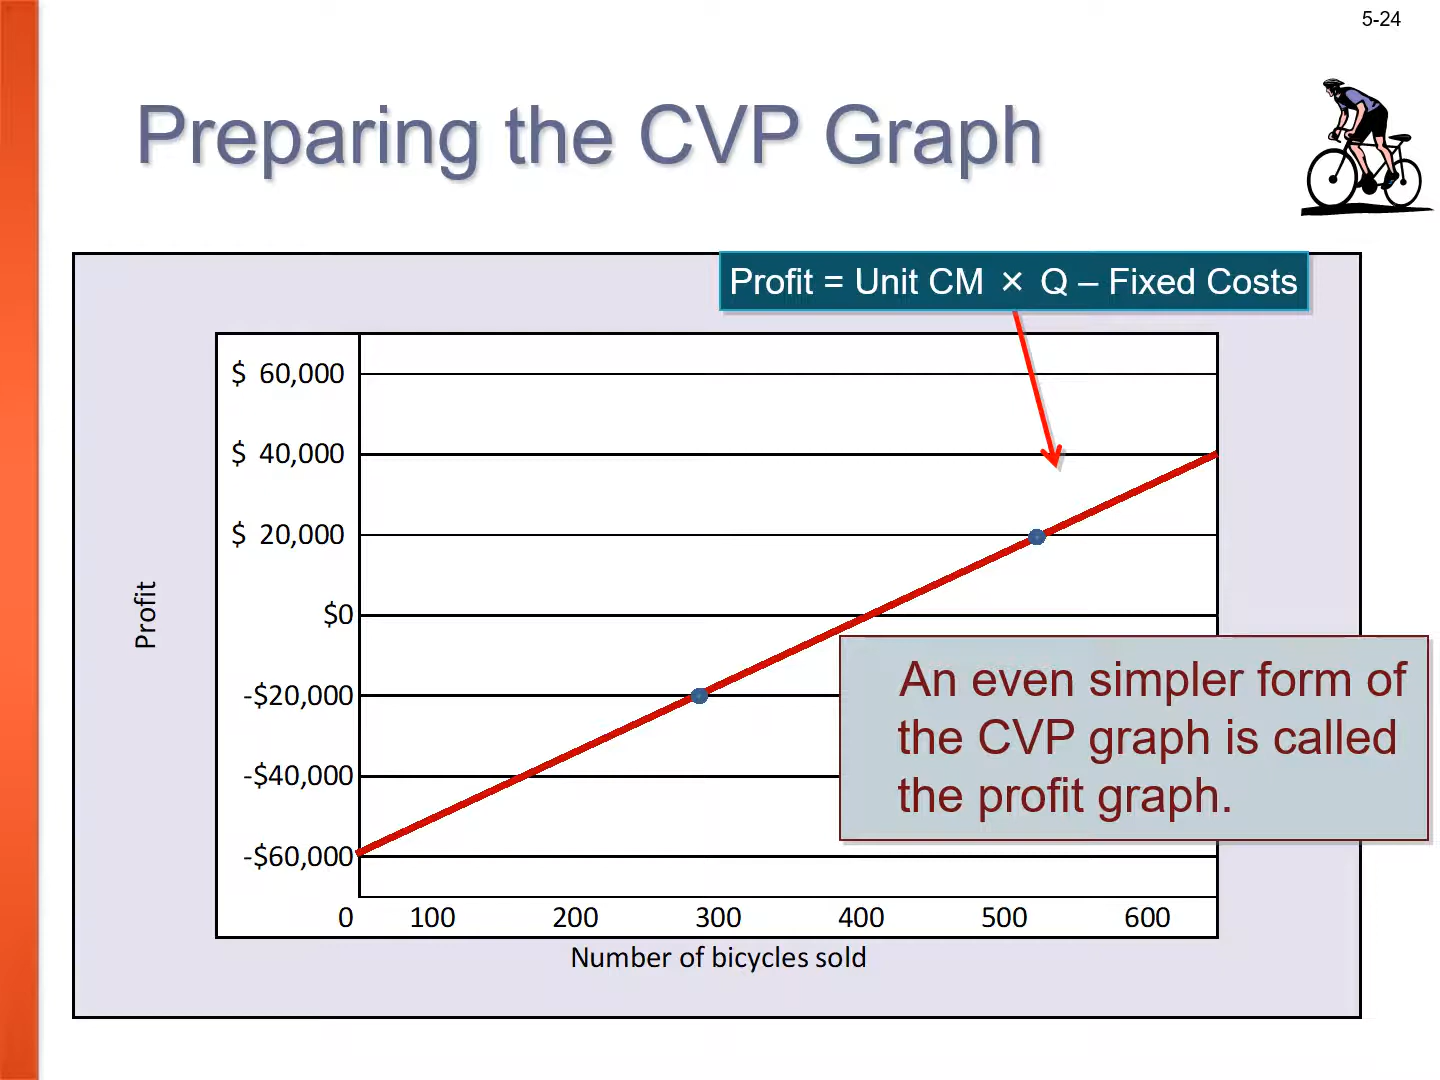 5-24
Preparing the CVP Graph
Profit = Unit CM × Q – Fixed Costs
$ 60,000
$ 40,000
$ 20,000
$0
-$20,000
-$40,000
-$60,000
Profit
An even simpler form of
the CVP graph is called
the profit graph.
0 100 200 300 400 500 600
Number of bicycles sold